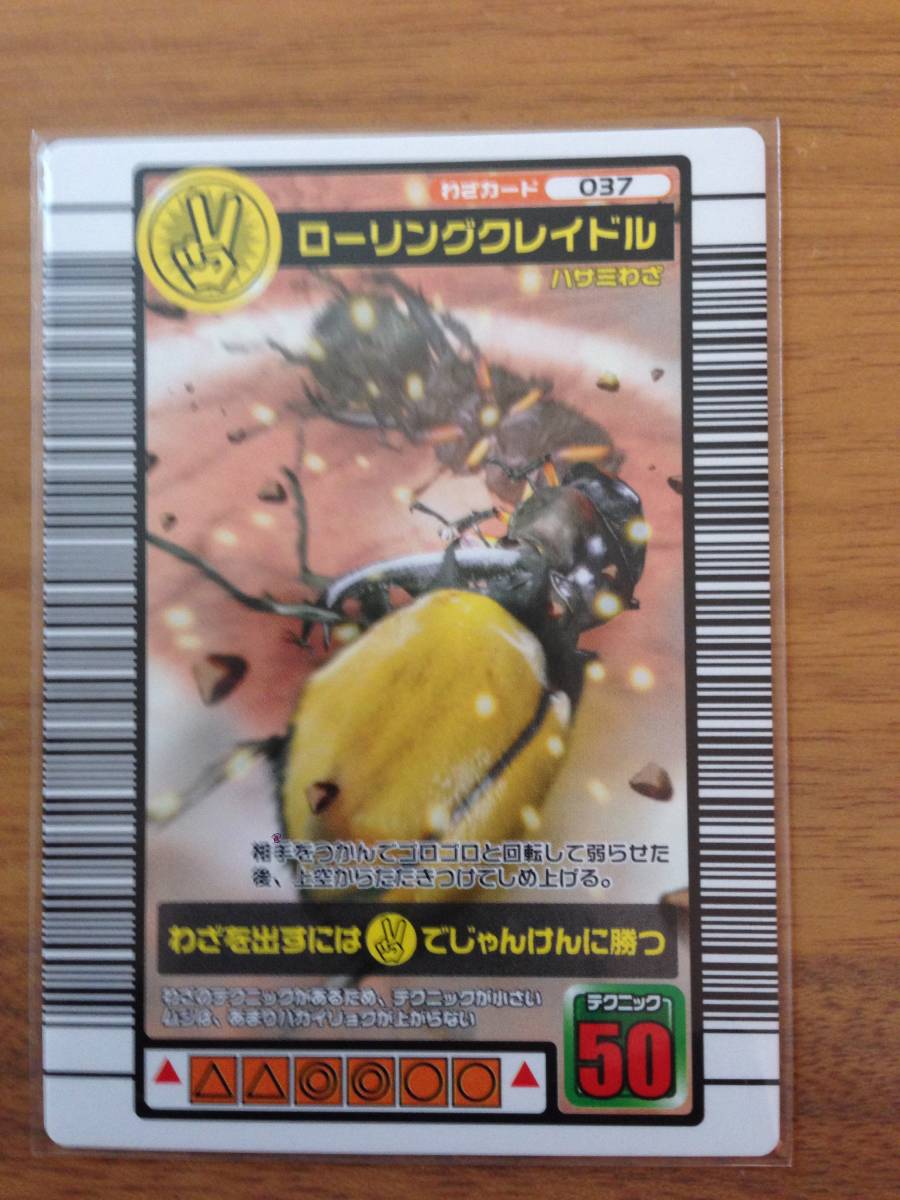 わざカード 037
ローリングクレイドル
ハサミわざ
相手をつかんでゴロゴロと回転して弱らせた
後、上空からたたきつけてしめ上げる。
わざを出すには でじゃんけんに勝つ
わざのテクニックがあるため、テクニックが小さい
ムシは、あまりハカイリョクが上がらない
テクニック
50